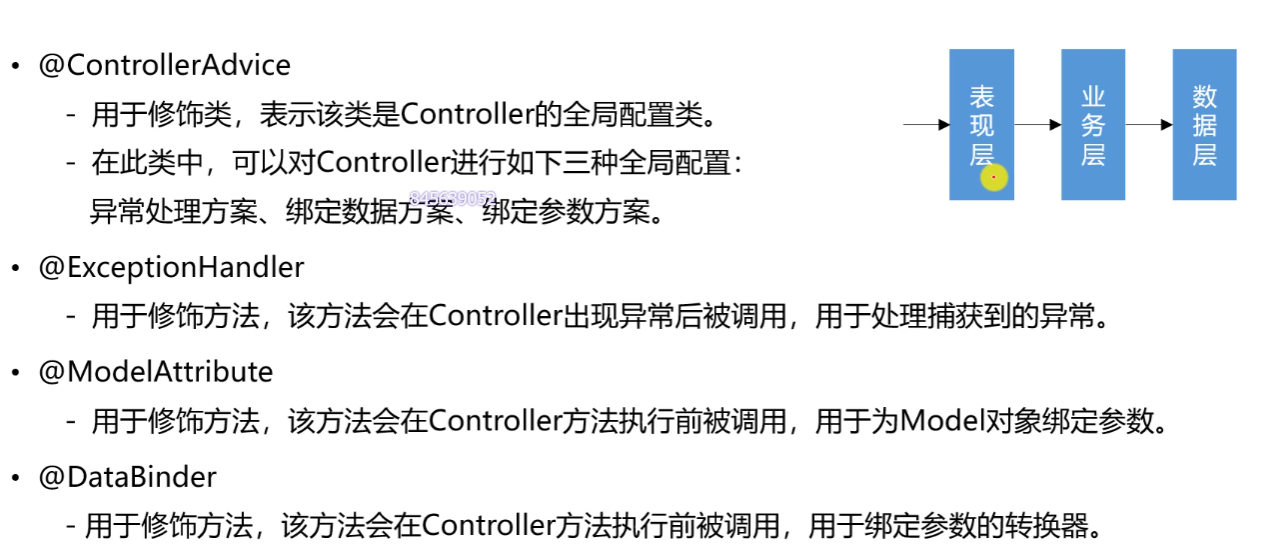 • @ControllerAdvice
- 用于修饰类，表示该类是Controller的全局配置类。
- 在此类中，可以对Controller进行如下三种全局配置：
异常处理方案、绑定数据方案、绑定参数方案。
845639052
• @ExceptionHandler
- 用于修饰方法，该方法会在Controller出现异常后被调用，用于处理捕获到的异常。
• @ModelAttribute
- 用于修饰方法，该方法会在Controller方法执行前被调用，用于为Model对象绑定参数。
• @DataBinder
- 用于修饰方法，该方法会在Controller方法执行前被调用，用于绑定参数的转换器。
表现层
业务层
数据层